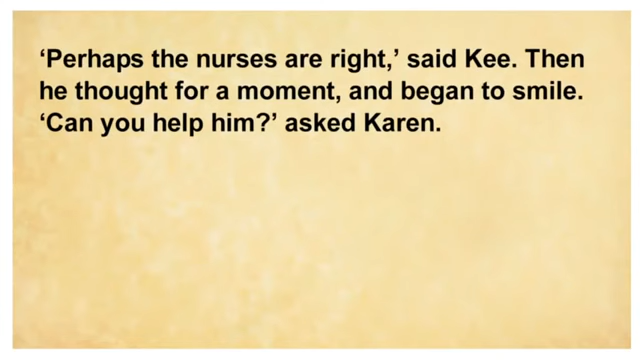 ‘Perhaps the nurses are right,’ said Kee. Then
he thought for a moment, and began to smile.
‘Can you help him?’ asked Karen.